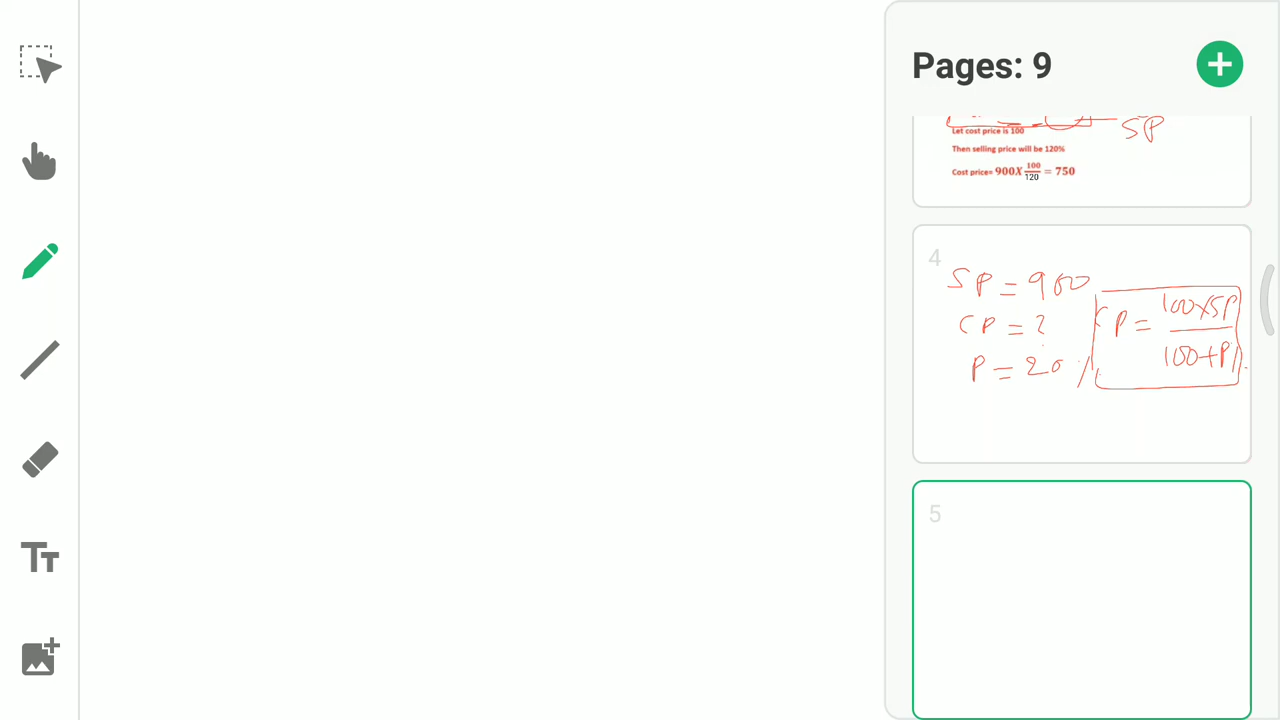 Pages: 9
SP
Let cost price is 100
Then selling price will be 120%
Cost price= 900X 100/120 = 750
4
SP = 900
CP = ?
P = 20 %
CP = 100XSP
100+P%
5
Tt